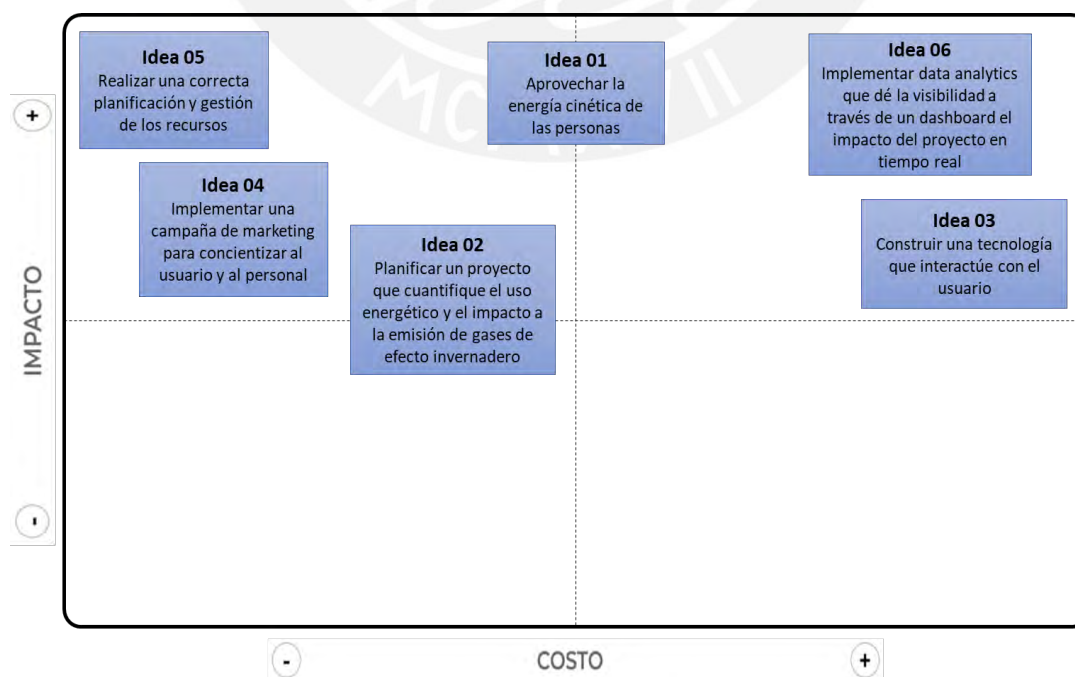 Idea 05
Realizar una correcta
planificación y gestión
de los recursos
Idea 01
Aprovechar la
energía cinética de
las personas
Idea 06
Implementar data analytics
que dé la visibilidad a
través de un dashboard el
impacto del proyecto en
tiempo real
Idea 04
Implementar una
campaña de marketing
para concientizar al
usuario y al personal
Idea 02
Planificar un proyecto
que cuantifique el uso
energético y el impacto a
la emisión de gases de
efecto invernadero
Idea 03
Construir una tecnología
que interactúe con el
usuario
+
IMPACTO
-
- COSTO +